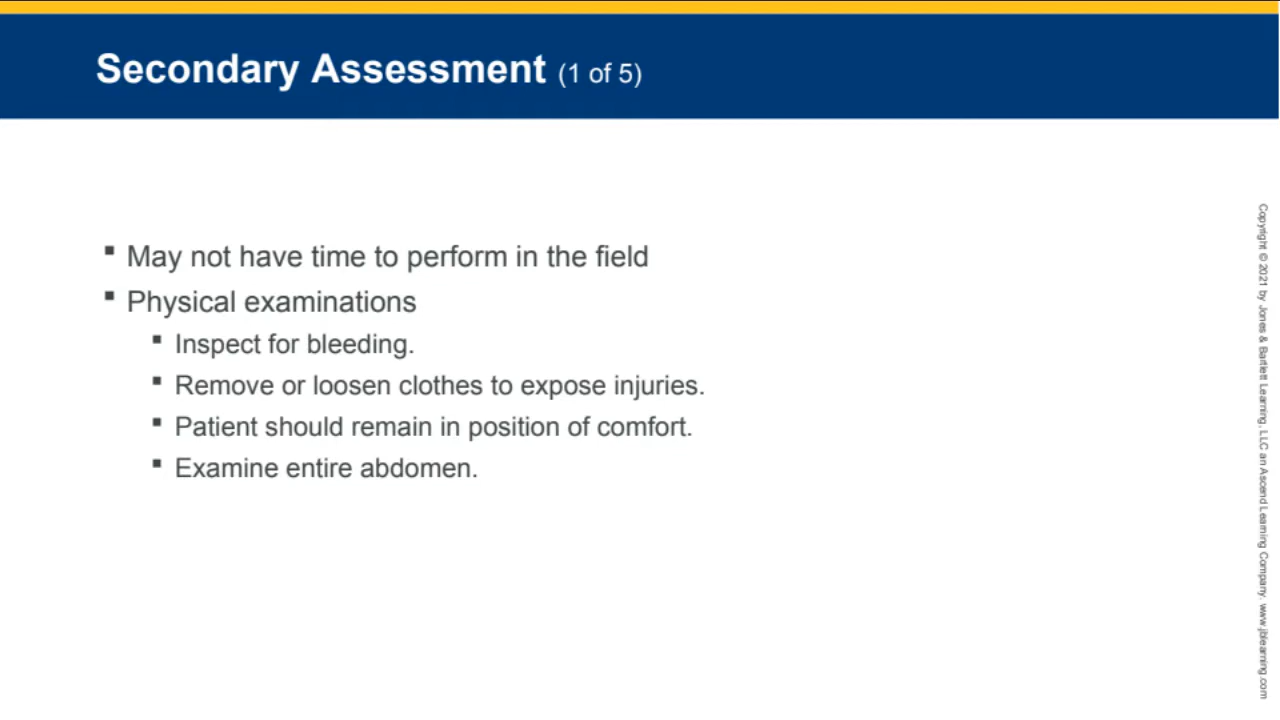 Secondary Assessment (1 of 5)
▪ May not have time to perform in the field
▪ Physical examinations
▪ Inspect for bleeding.
▪ Remove or loosen clothes to expose injuries.
▪ Patient should remain in position of comfort.
▪ Examine entire abdomen.
Copyright © 2021 by Jones & Bartlett Learning, LLC an Ascend Learning Company. www.jblearning.com